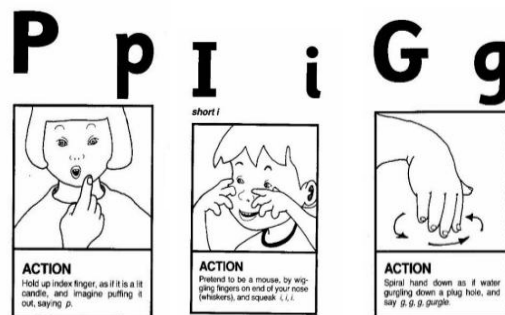 P p
ACTION
Hold up index finger, as if it is a lit
candle, and imagine puffing it
out, saying p.
I i
short i
ACTION
Pretend to be a mouse, by wig-
gling fingers on end of your nose
(whiskers), and squeak i, i, i.
G g
ACTION
Spiral hand down as if water
gurgling down a plug hole, and
say g, g, g, gurgle.